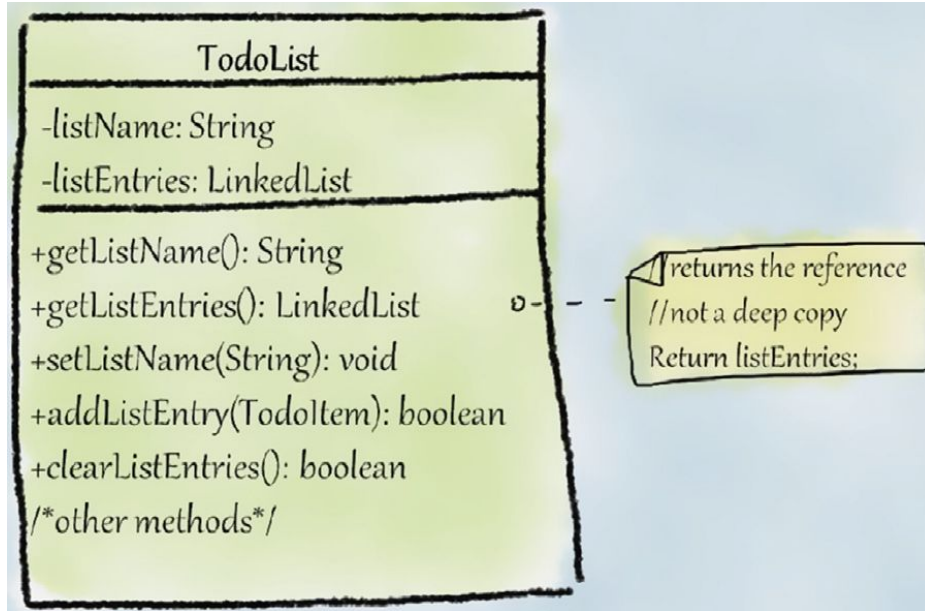 TodoList
-listName: String
-listEntries: LinkedList
+getListName(): String
+getListEntries(): LinkedList
+setListName(String): void
+addListEntry(TodoItem): boolean
+clearListEntries(): boolean
/*other methods*/
// returns the reference
//not a deep copy
Return listEntries;